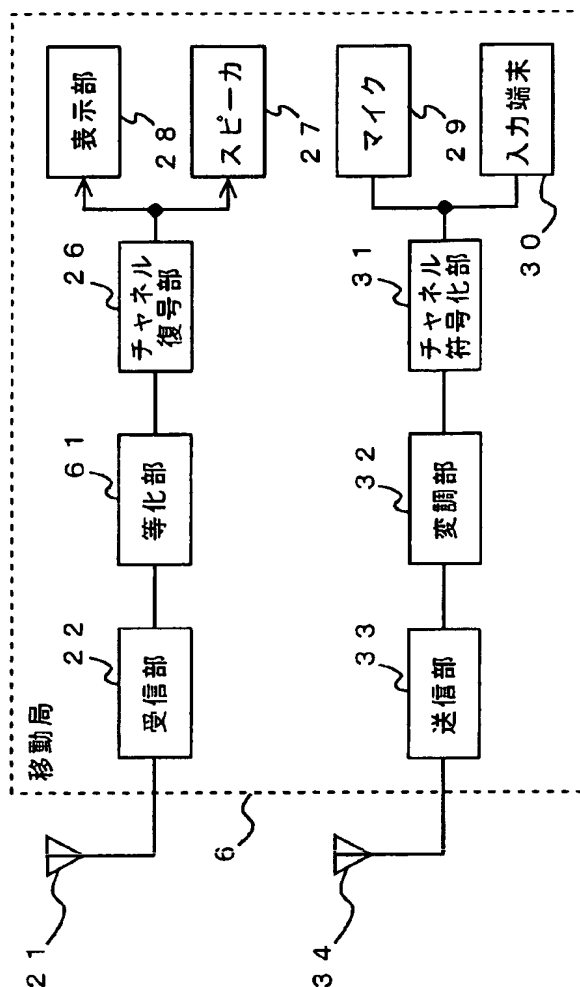 移動局
6
21
22
受信部
61
等化部
26
チャネル
復号部
表示部
28
スピーカ
27
34
33
送信部
32
変調部
31
チャネル
符号化部
マイク
29
入力端末
30